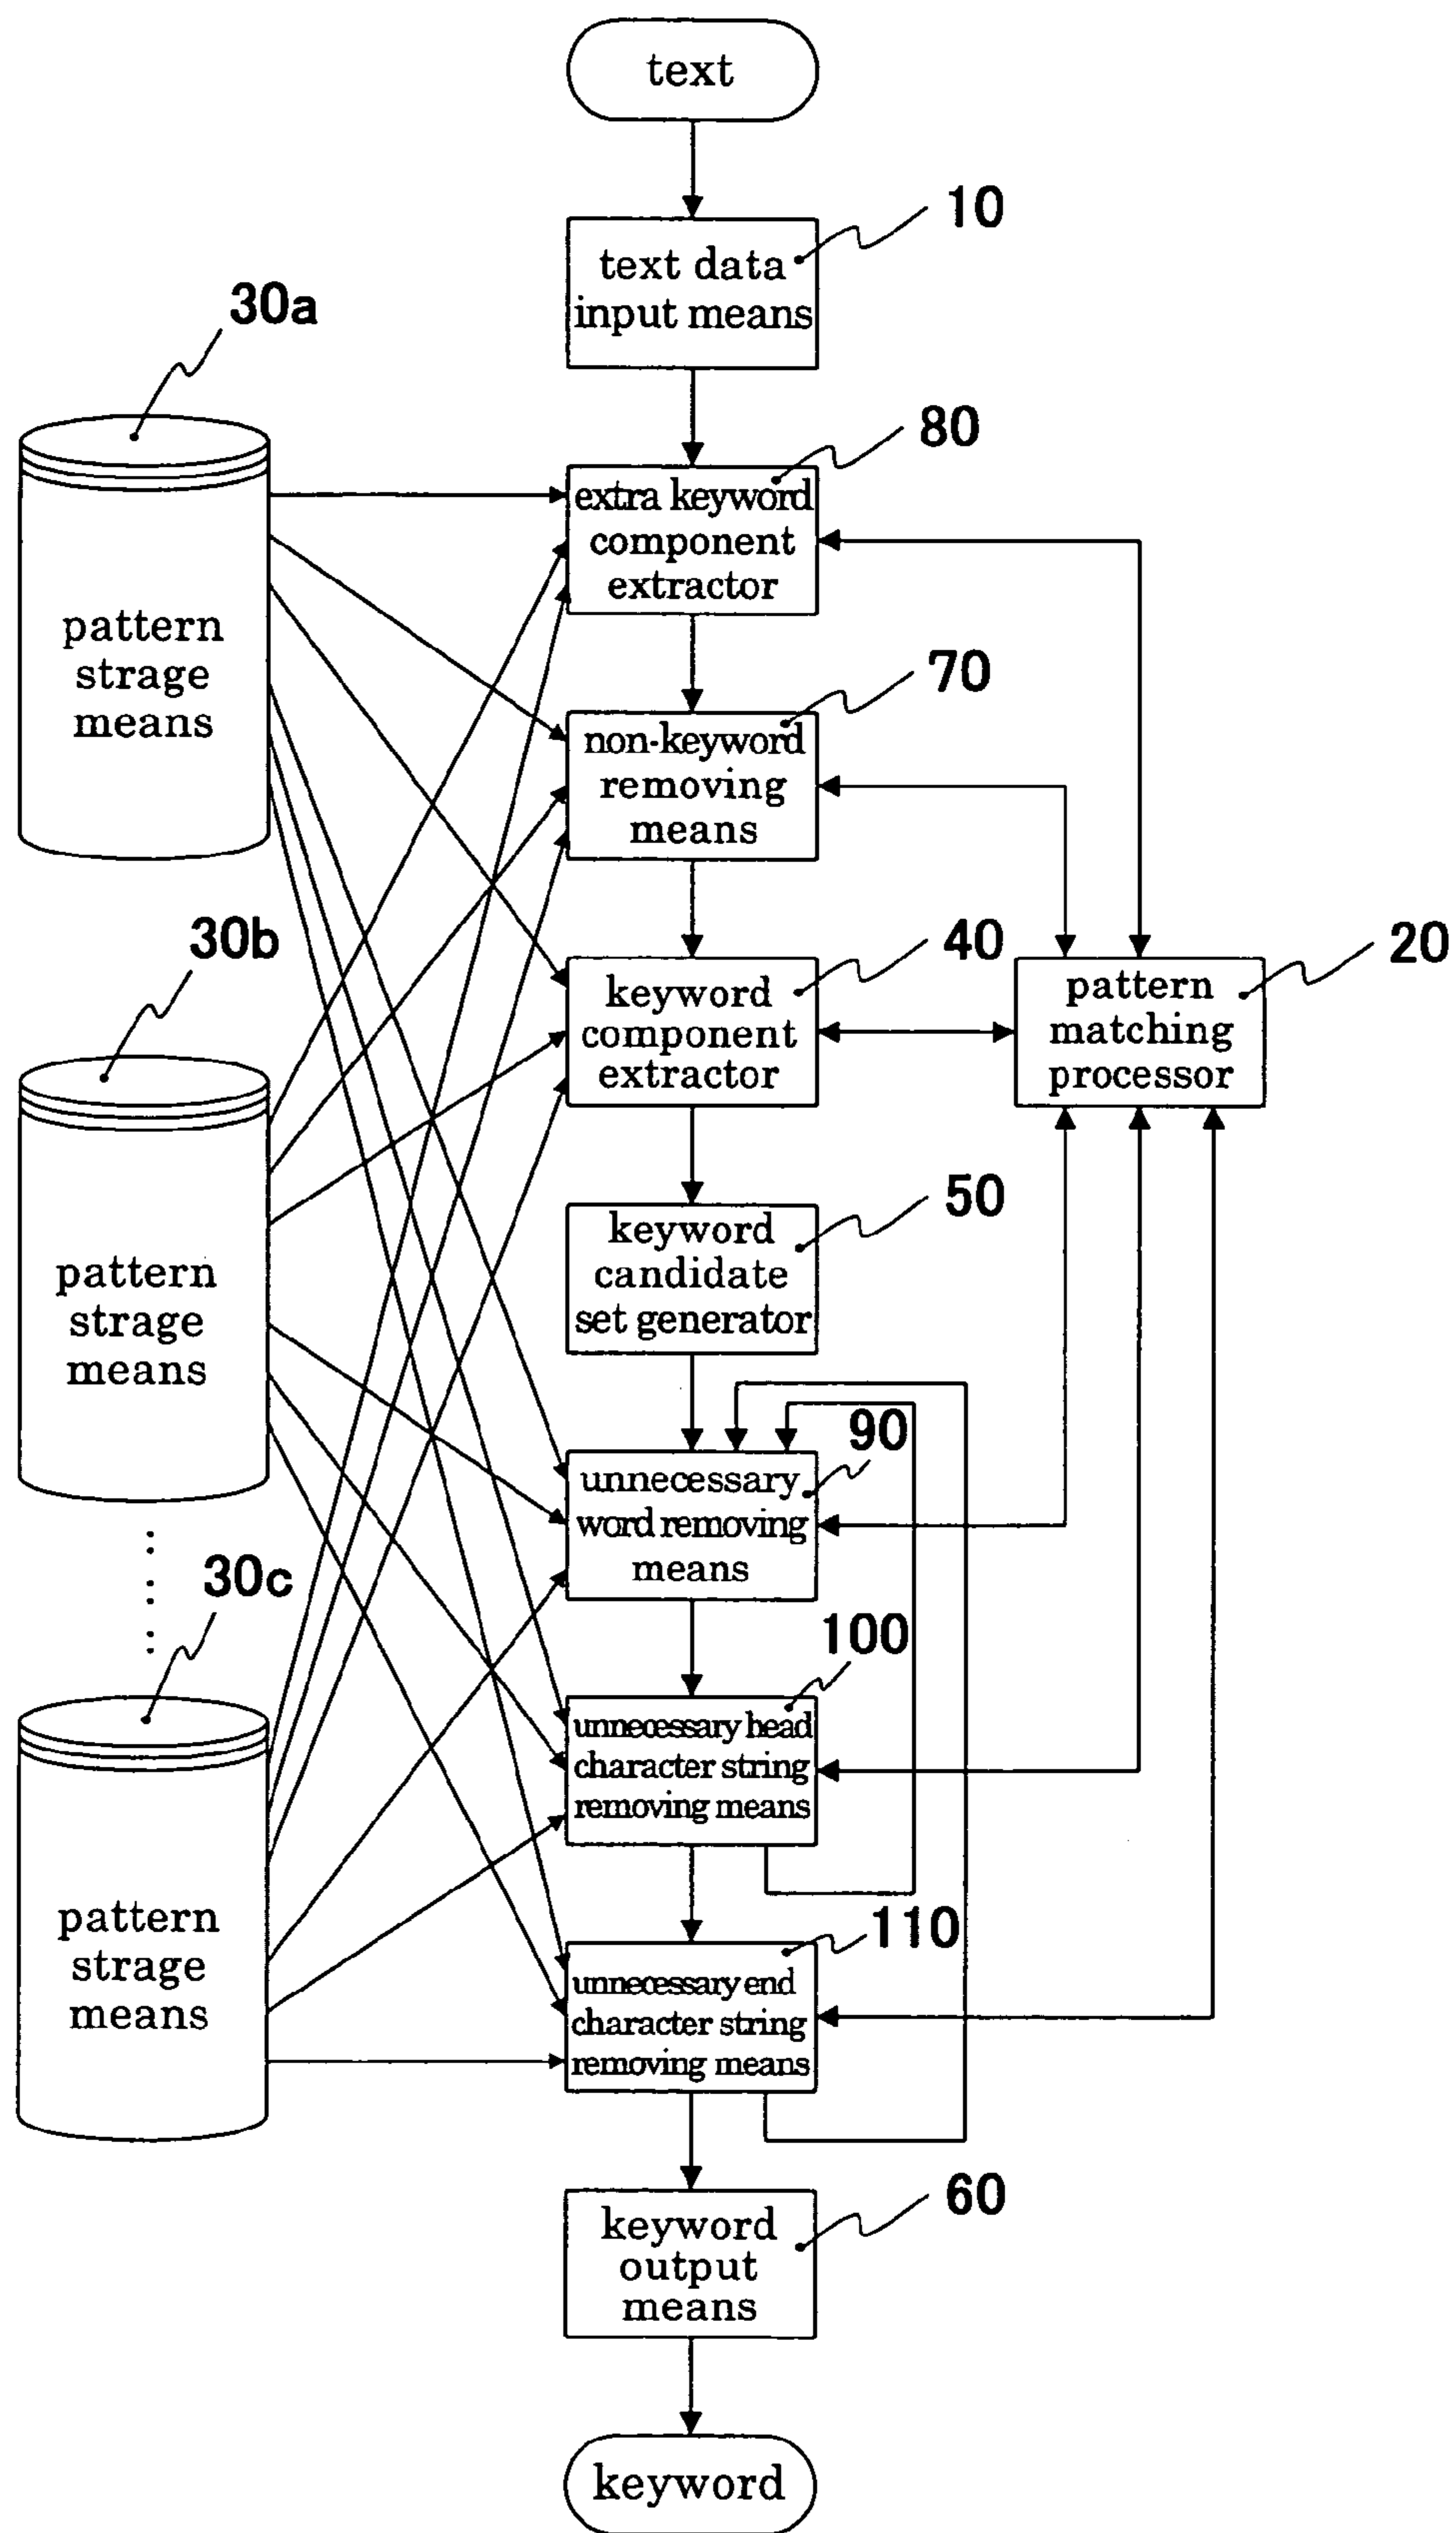 text
10
text data
input means
30a
80
extra keyword
component
extractor
pattern
strage
means
70
non-keyword
removing
means
30b
40
keyword
component
extractor
20
pattern
matching
processor
50
keyword
candidate
set generator
pattern
strage
means
90
unnecessary
word removing
means
30c
100
unnecessary head
character string
removing means
pattern
strage
means
110
unnecessary end
character string
removing means
60
keyword
output
means
keyword